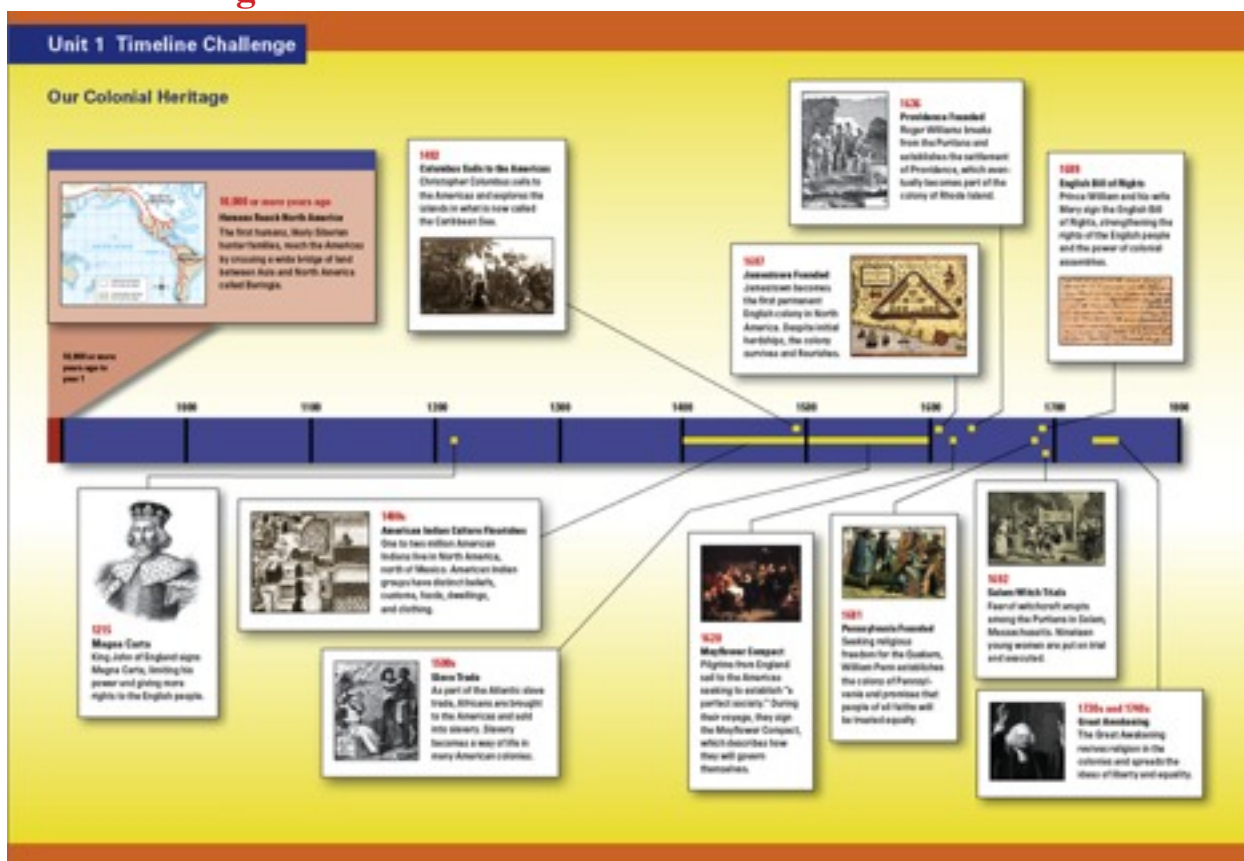 Unit 1 Timeline Challenge
Our Colonial Heritage
10,000 or more years ago
Humans Reach North America
The first humans, likely Siberian
hunter families, reach the Americas
by crossing a wide bridge of land
between Asia and North America
called Beringia.
10,000 or more
years ago to
year 1
1492
Columbus Sails to the Americas
Christopher Columbus sails to
the Americas and explores the
islands in what is now called
the Caribbean Sea.
1636
Providence Founded
Roger Williams breaks
from the Puritans and
establishes the settlement
of Providence, which even-
tually becomes part of the
colony of Rhode Island.
1607
Jamestown Founded
Jamestown becomes
the first permanent
English colony in North
America. Despite initial
hardships, the colony
survives and flourishes.
1689
English Bill of Rights
Prince William and his wife
Mary sign the English Bill
of Rights, strengthening the
rights of the English people
and the power of colonial
assemblies.
1000 1100 1200 1300 1400 1500 1600 1700 1800
1215
Magna Carta
King John of England signs
Magna Carta, limiting his
power and giving more
rights to the English people.
1400s
American Indian Culture Flourishes
One to two million American
Indians live in North America,
north of Mexico. American Indian
groups have distinct beliefs,
customs, foods, dwellings,
and clothing.
1500s
Slave Trade
As part of the Atlantic slave
trade, Africans are brought
to the Americas and sold
into slavery. Slavery
becomes a way of life in
many American colonies.
1620
Mayflower Compact
Pilgrims from England
sail to the Americas
seeking to establish "a
perfect society." During
their voyage, they sign
the Mayflower Compact,
which describes how
they will govern
themselves.
1681
Pennsylvania Founded
Seeking religious
freedom for the Quakers,
William Penn establishes
the colony of Pennsyl-
vania and promises that
people of all faiths will
be treated equally.
1692
Salem Witch Trials
Fear of witchcraft erupts
among the Puritans in Salem,
Massachusetts. Nineteen
young women are put on trial
and executed.
1730s and 1740s
Great Awakening
The Great Awakening
revives religion in the
colonies and spreads the
ideas of liberty and equality.